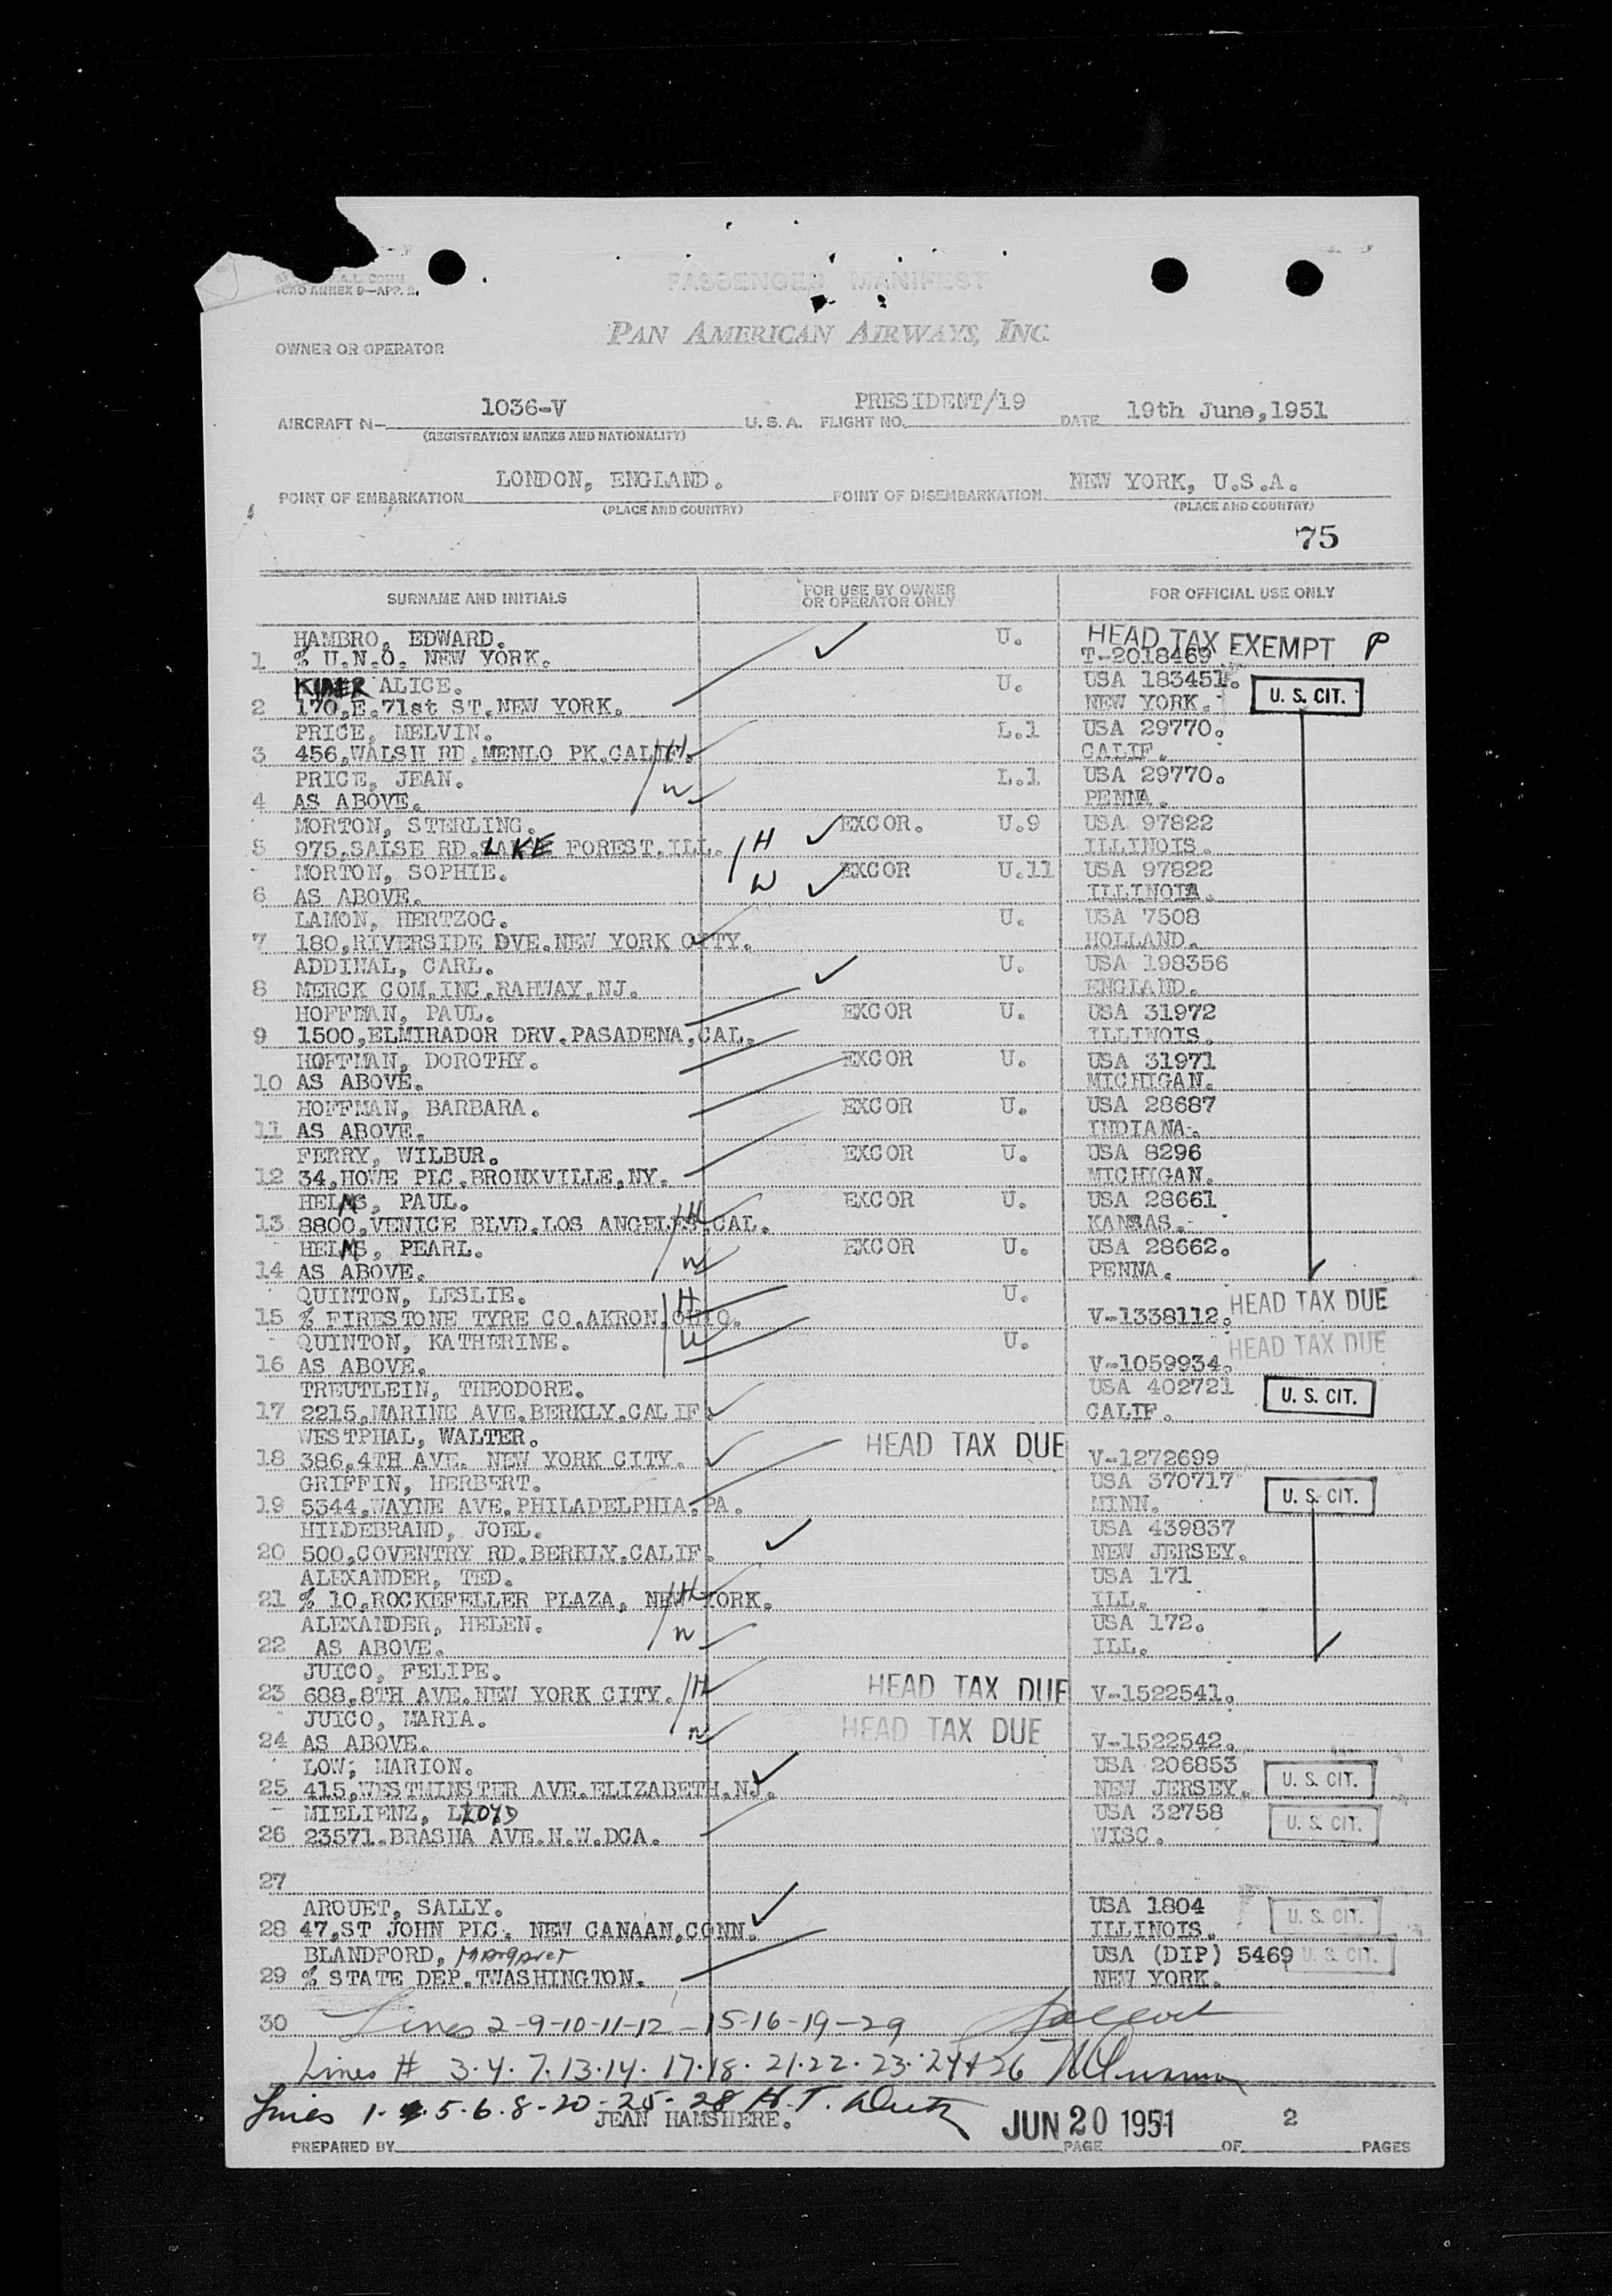 ICAO ANNEX 9—APP. 2.
PASSENGER MANIFEST
PAN AMERICAN AIRWAYS, INC.
OWNER OR OPERATOR
AIRCRAFT N- 1036-V U. S. A. FLIGHT NO. PRESIDENT/19 DATE 19th June,1951
(REGISTRATION MARKS AND NATIONALITY)
POINT OF EMBARKATION LONDON, ENGLAND. POINT OF DISEMBARKATION NEW YORK, U.S.A.
(PLACE AND COUNTRY) (PLACE AND COUNTRY)
75
SURNAME AND INITIALS FOR USE BY OWNER OR OPERATOR ONLY FOR OFFICIAL USE ONLY
HAMBRO, EDWARD. U. HEAD TAX EXEMPT P
1 % U.N.O. NEW YORK. T-2018469
ALICE. U. USA 183451.
2 170,E.71st ST.NEW YORK. NEW YORK. U. S. CIT.
PRICE, MELVIN. L.1 USA 29770.
3 456,WALSH RD.MENLO PK.CALIF. H CALIF.
PRICE, JEAN. L.1 USA 29770.
4 AS ABOVE. W PENNA.
MORTON, STERLING. EXCOR. U.9 USA 97822
5 975,SALSE RD.LAKE FOREST.ILL. H ILLINOIS.
MORTON, SOPHIE. EXCOR U.11 USA 97822
6 AS ABOVE. W ILLINOIS.
LAMON, HERTZOG. U. USA 7508
7 180,RIVERSIDE DVE.NEW YORK CITY. HOLLAND.
ADDINAL, CARL. U. USA 198356
8 MERCK COM.INC.RAHWAY.NJ. ENGLAND.
HOFFMAN, PAUL. EXCOR U. USA 31972
9 1500,ELMIRADOR DRV.PASADENA,CAL. ILLINOIS.
HOFFMAN, DOROTHY. EXCOR U. USA 31971
10 AS ABOVE. MICHIGAN.
HOFFMAN, BARBARA. EXCOR U. USA 28687
11 AS ABOVE. INDIANA.
FERRY, WILBUR. EXCOR U. USA 8296
12 34,HOWE PLC.BRONXVILLE,NY. MICHIGAN.
HELMS, PAUL. EXCOR U. USA 28661
13 8800,VENICE BLVD.LOS ANGELES.CAL. H KANSAS.
HELMS, PEARL. EXCOR U. USA 28662.
14 AS ABOVE. W PENNA.
QUINTON, LESLIE. H U. HEAD TAX DUE
15 % FIRESTONE TYRE CO.AKRON,OHIO. V-1338112.
QUINTON, KATHERINE. W U. HEAD TAX DUE
16 AS ABOVE. V-1059934.
TREUTLEIN, THEODORE. USA 402721
17 2215,MARINE AVE.BERKLY.CALIF. CALIF. U. S. CIT.
WESTPHAL, WALTER. HEAD TAX DUE
18 386,4TH AVE. NEW YORK CITY. V-1272699
GRIFFIN, HERBERT. USA 370717
19 5344,WAYNE AVE.PHILADELPHIA.PA. MINN. U. S. CIT.
HILDEBRAND, JOEL. USA 439837
20 500,COVENTRY RD.BERKLY.CALIF. NEW JERSEY.
ALEXANDER, TED. USA 171
21 % 10,ROCKEFELLER PLAZA, NEW YORK. H ILL.
ALEXANDER, HELEN. USA 172.
22 AS ABOVE. W ILL.
JUICO, FELIPE. HEAD TAX DUE
23 688,8TH AVE.NEW YORK CITY. H V-1522541.
JUICO, MARIA. HEAD TAX DUE
24 AS ABOVE. W V-1522542.
LOW, MARION. USA 206853
25 415,WESTMINSTER AVE.ELIZABETH.NJ. NEW JERSEY. U. S. CIT.
MIELIENZ, LLOYD USA 32758
26 23571.BRASHA AVE.N.W.DCA. WISC. U. S. CIT.
27
AROUET, SALLY. USA 1804
28 47,ST JOHN PLC. NEW CANAAN,CONN. ILLINOIS. U. S. CIT.
BLANDFORD, Margaret USA (DIP) 5469 U. S. CIT.
29 % STATE DEP.TWASHINGTON. NEW YORK.
30 Lines 2-9-10-11-12-15-16-19-29
Lines # 3.4.7.13.14.17.18.21.22.23.24+26
Lines 1-5-6-8-20-25-28 H.T.
JEAN HAMSHERE. JUN 20 1951 2
PREPARED BY PAGE OF PAGES